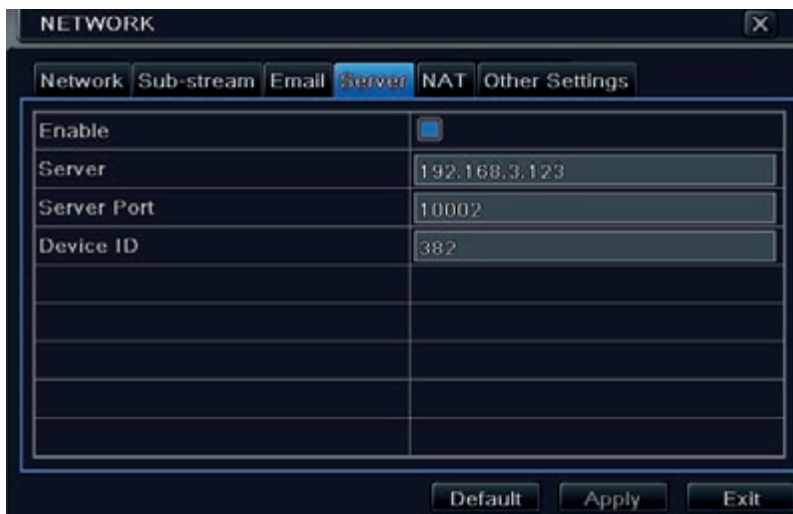 NETWORK
Network Sub-stream Email Server NAT Other Settings
Enable
Server 192.168.3.123
Server Port 10002
Device ID 382
Default Apply Exit